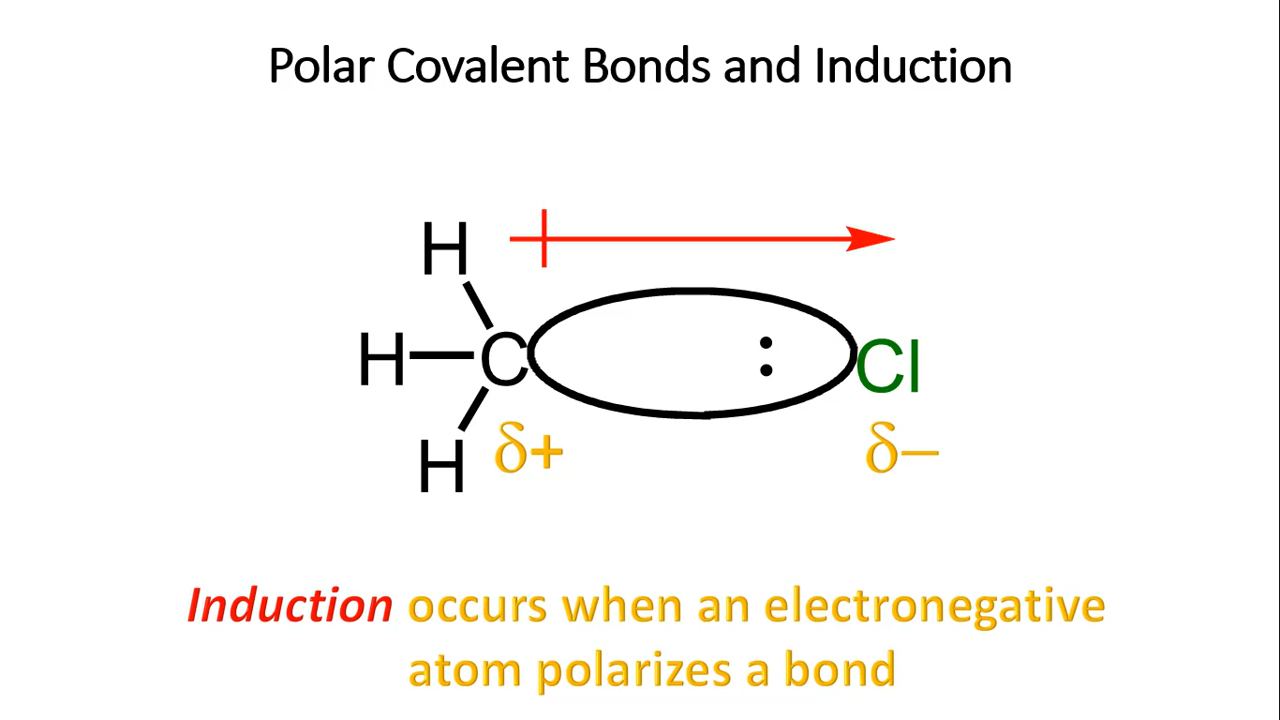 Polar Covalent Bonds and Induction
H
H C : Cl
H δ+ δ–
Induction occurs when an electronegative
atom polarizes a bond